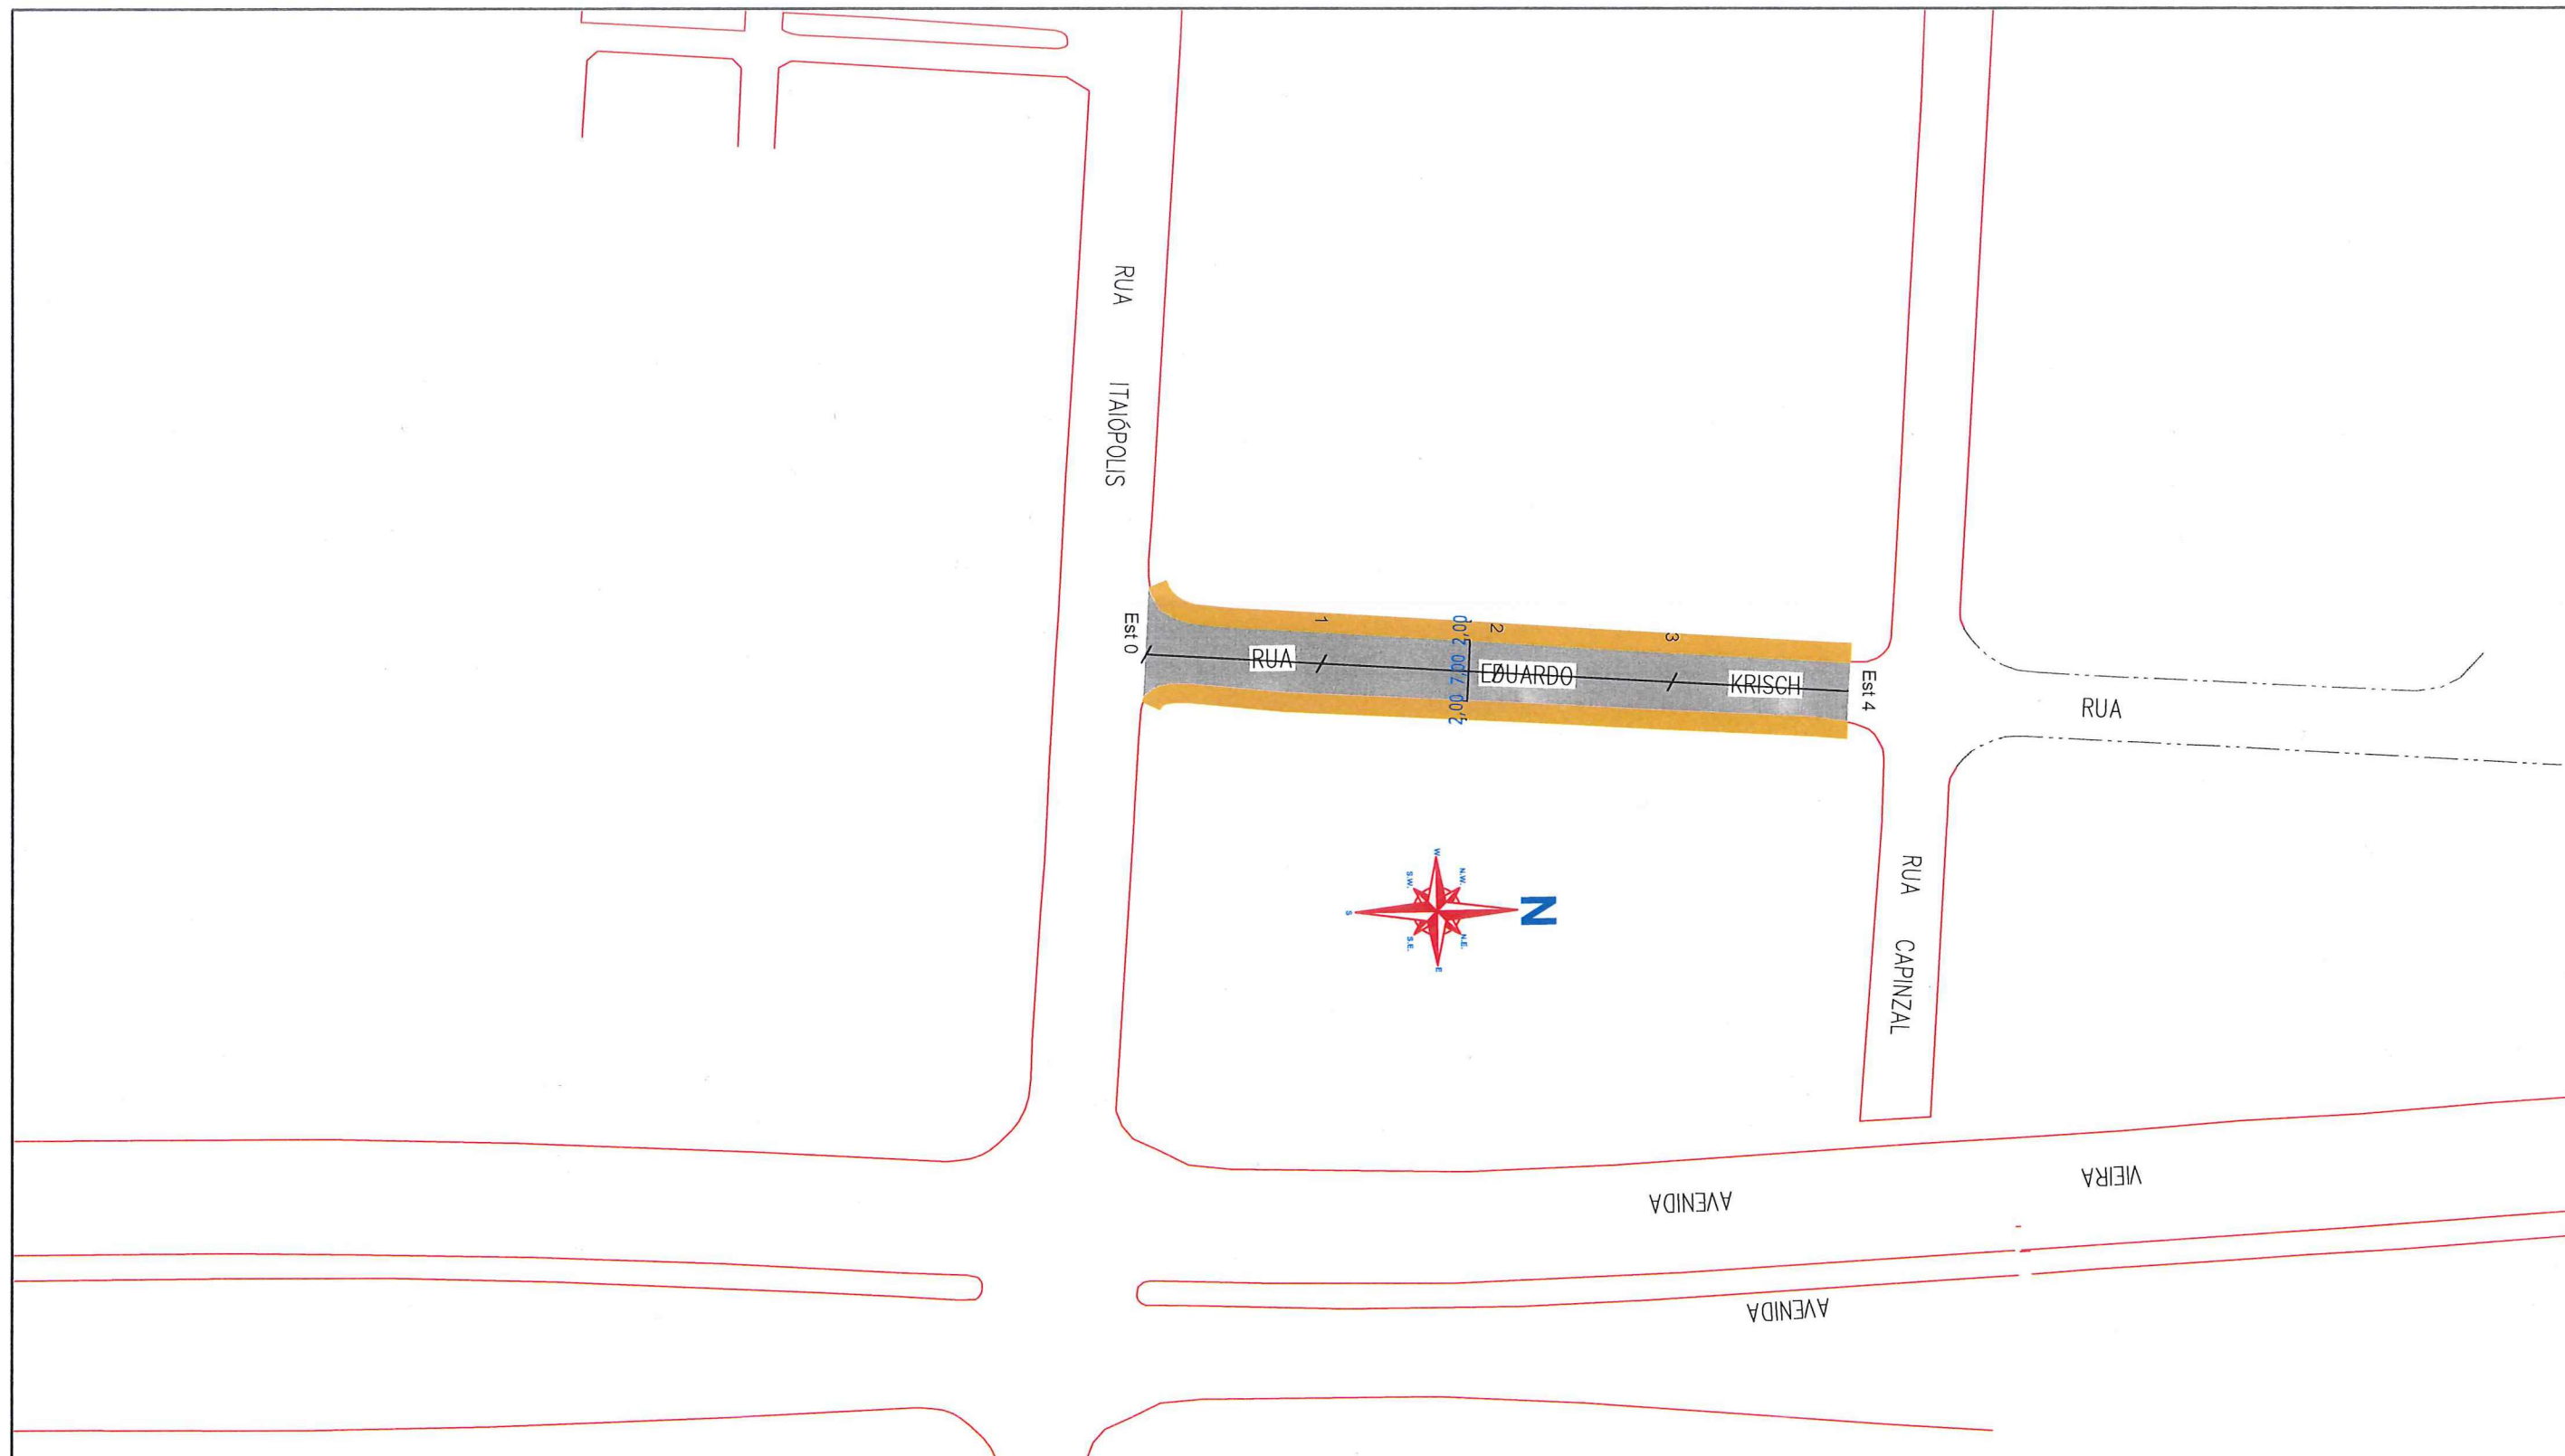 RUA ITAIÓPOLIS
Est 0
1
2
3
Est 4
RUA EDUARDO KRISCH
2,00 7,00 2,00
RUA
RUA CAPINZAL
N
N.W.
N.E.
W
E
S.W.
S.E.
S
AVENIDA VIEIRA
AVENIDA